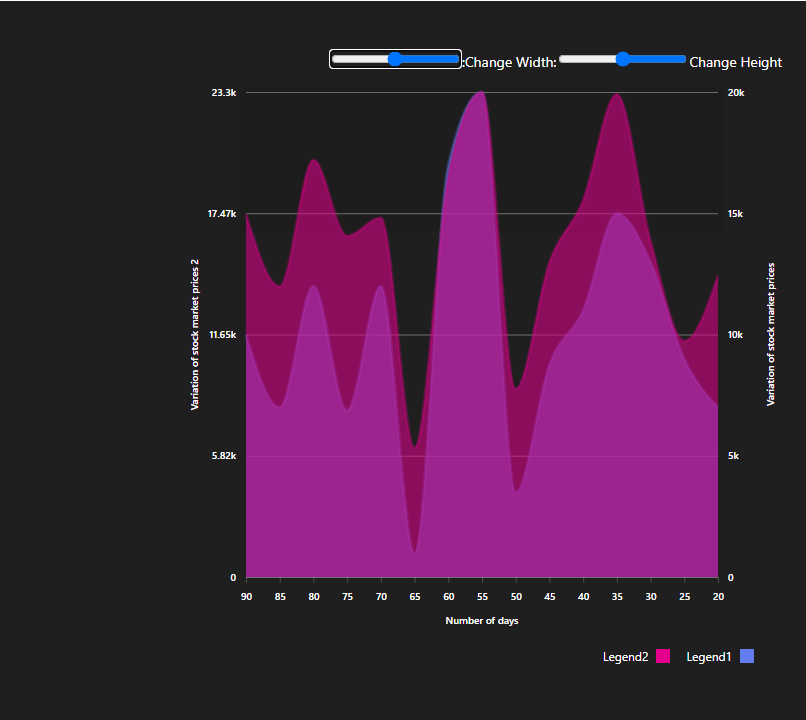 :Change Width: Change Height
23.3k 20k
17.47k 15k
Variation of stock market prices 2
Variation of stock market prices
11.65k 10k
5.82k 5k
0 0
90 85 80 75 70 65 60 55 50 45 40 35 30 25 20
Number of days
Legend2 Legend1